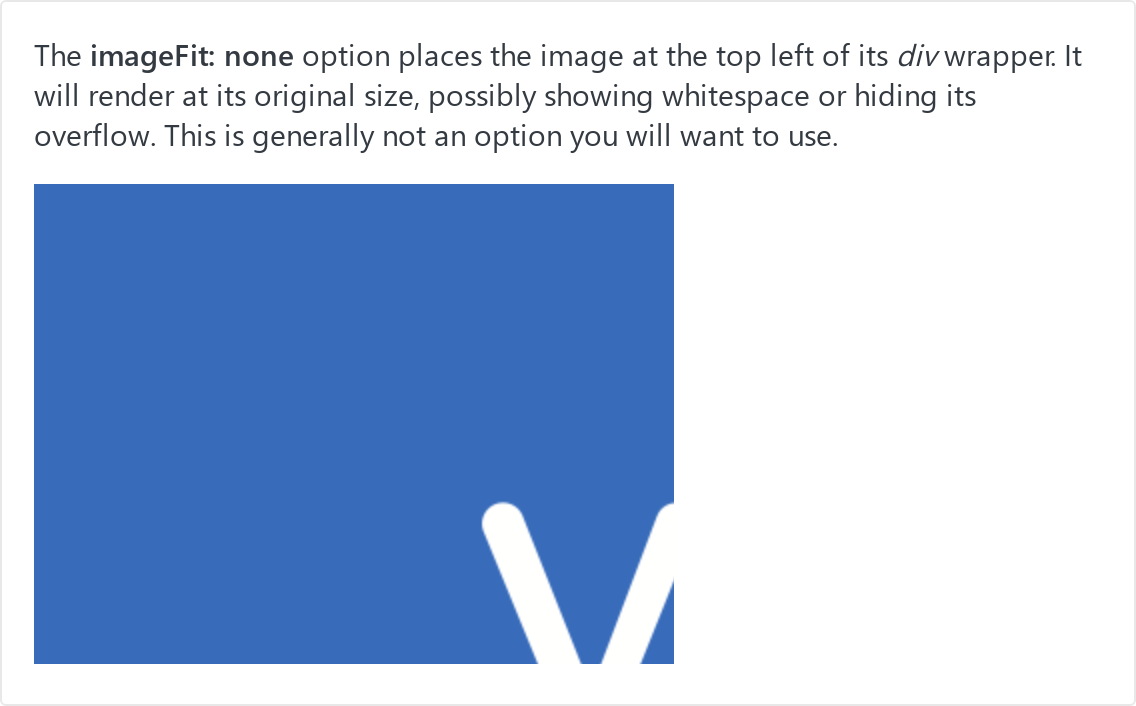 The imageFit: none option places the image at the top left of its div wrapper. It
will render at its original size, possibly showing whitespace or hiding its
overflow. This is generally not an option you will want to use.